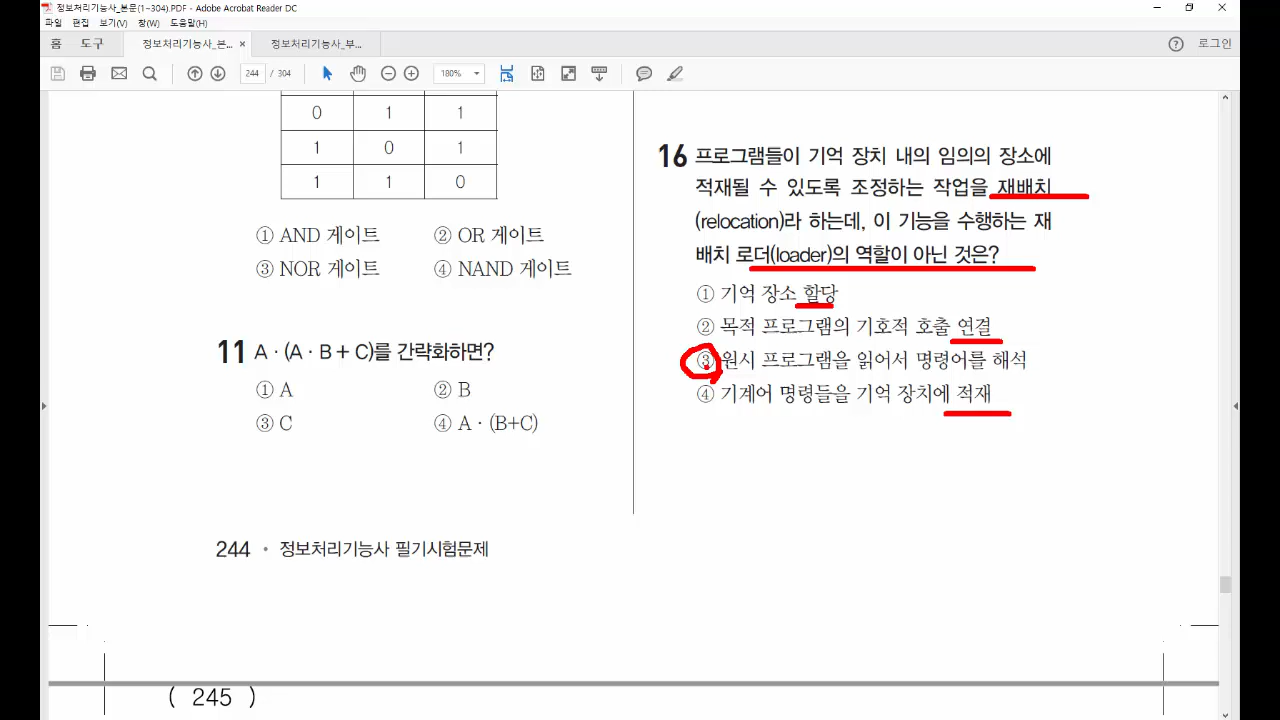 정보처리기능사_본문(1~304).PDF - Adobe Acrobat Reader DC
파일 편집 보기(V) 창(W) 도움말(H)
홈 도구 정보처리기능사_본... × 정보처리기능사_부... 로그인
244 / 304 180%
0 1 1
1 0 1
1 1 0
① AND 게이트 ② OR 게이트
③ NOR 게이트 ④ NAND 게이트
11 A · (A · B + C)를 간략화하면?
① A ② B
③ C ④ A · (B+C)
16 프로그램들이 기억 장치 내의 임의의 장소에
적재될 수 있도록 조정하는 작업을 재배치
(relocation)라 하는데, 이 기능을 수행하는 재
배치 로더(loader)의 역할이 아닌 것은?
① 기억 장소 할당
② 목적 프로그램의 기호적 호출 연결
③ 원시 프로그램을 읽어서 명령어를 해석
④ 기계어 명령들을 기억 장치에 적재
244 • 정보처리기능사 필기시험문제
( 245 )